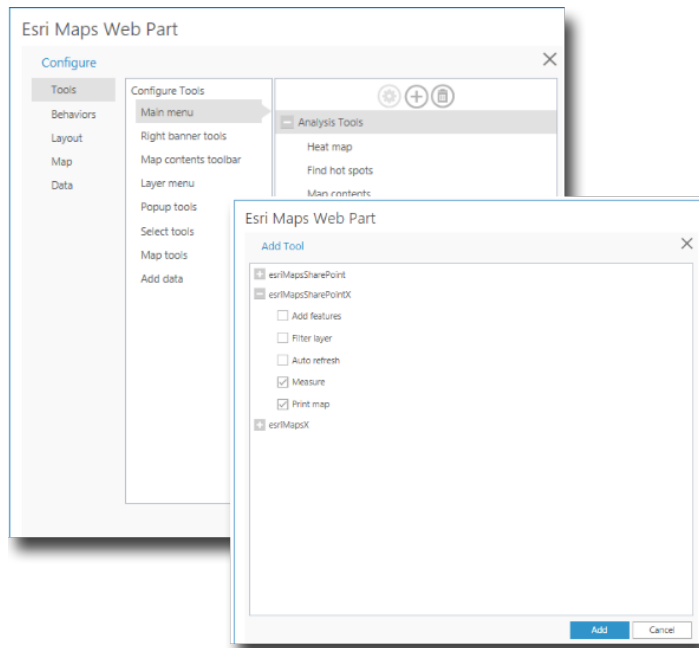 Esri Maps Web Part
Configure
Tools
Behaviors
Layout
Map
Data
Configure Tools
Main menu
Right banner tools
Map contents toolbar
Layer menu
Popup tools
Select tools
Map tools
Add data
Analysis Tools
Heat map
Find hot spots
Map contents
Esri Maps Web Part
Add Tool
esriMapsSharePoint
esriMapsSharePointX
Add features
Filter layer
Auto refresh
Measure
Print map
esriMapsX
Add
Cancel